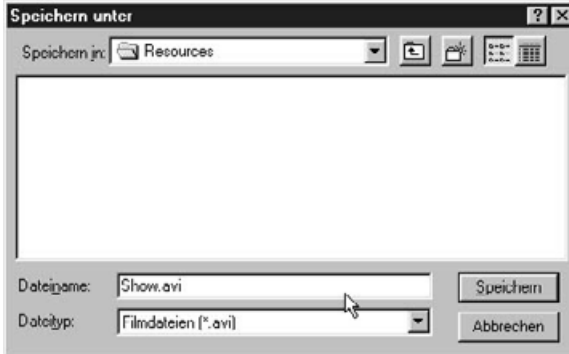 Speichern unter
Speichern in: Resources
Dateiname: Show.avi
Speichern
Dateityp: Filmdateien (*.avi)
Abbrechen